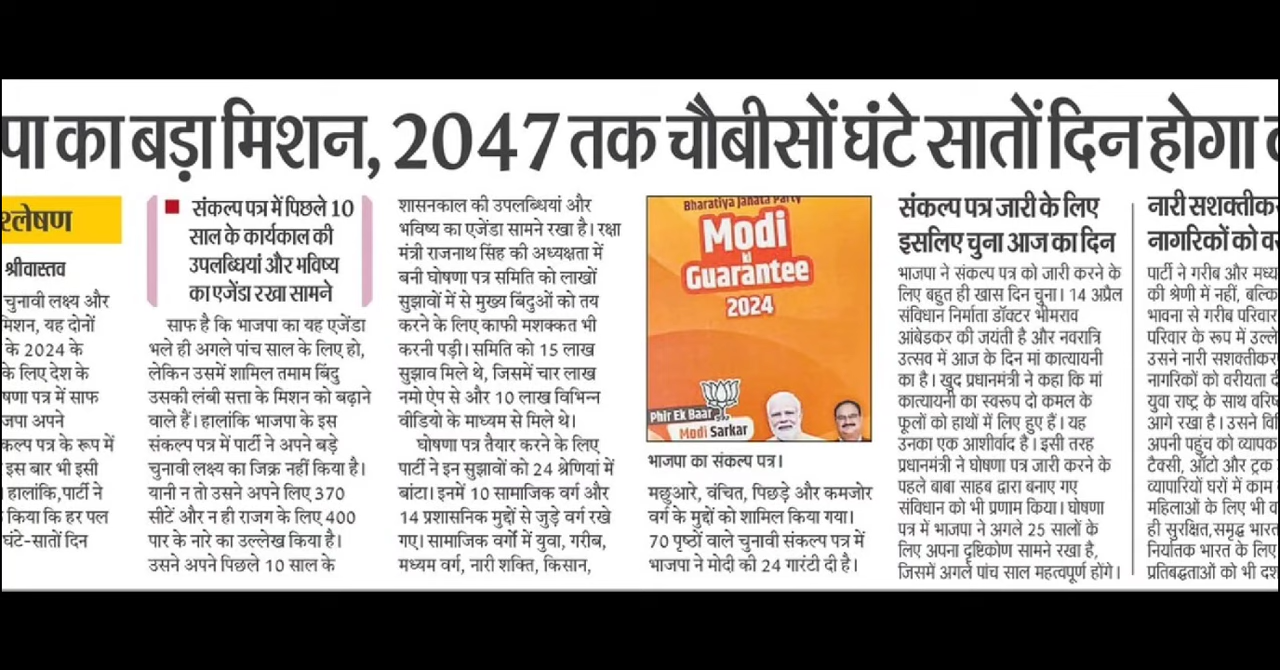 पा का बड़ा मिशन, 2047 तक चौबीसों घंटे सातों दिन होगा
श्लेषण
श्रीवास्तव
चुनावी लक्ष्य और
मिशन, यह दोनों
के 2024 के
के लिए देश के
षणा पत्र में साफ
जपा अपने
कल्प पत्र के रूप में
इस बार भी इसी
हालांकि,पार्टी ने
किया कि हर पल
घंटे-सातों दिन
संकल्प पत्र में पिछले 10
साल के कार्यकाल की
उपलब्धियां और भविष्य
का एजेंडा रखा सामने
साफ है कि भाजपा का यह एजेंडा
भले ही अगले पांच साल के लिए हो,
लेकिन उसमें शामिल तमाम बिंदु
उसकी लंबी सत्ता के मिशन को बढ़ाने
वाले हैं। हालांकि भाजपा के इस
संकल्प पत्र में पार्टी ने अपने बड़े
चुनावी लक्ष्य का जिक्र नहीं किया है।
यानी न तो उसने अपने लिए 370
सीटें और न ही राजग के लिए 400
पार के नारे का उल्लेख किया है।
उसने अपने पिछले 10 साल के
शासनकाल की उपलब्धियां और
भविष्य का एजेंडा सामने रखा है। रक्षा
मंत्री राजनाथ सिंह की अध्यक्षता में
बनी घोषणा पत्र समिति को लाखों
सुझावों में से मुख्य बिंदुओं को तय
करने के लिए काफी मशक्कत भी
करनी पड़ी। समिति को 15 लाख
सुझाव मिले थे, जिसमें चार लाख
नमो ऐप से और 10 लाख विभिन्न
वीडियो के माध्यम से मिले थे।
घोषणा पत्र तैयार करने के लिए
पार्टी ने इन सुझावों को 24 श्रेणियों में
बांटा। इनमें 10 सामाजिक वर्ग और
14 प्रशासनिक मुद्दों से जुड़े वर्ग रखे
गए। सामाजिक वर्गों में युवा, गरीब,
मध्यम वर्ग, नारी शक्ति, किसान,
Bharatiya Janata Party
Modi
Guarantee
2024
Phir Ek Baar
Modi Sarkar
भाजपा का संकल्प पत्र।
मछुआरे, वंचित, पिछड़े और कमजोर
वर्ग के मुद्दों को शामिल किया गया।
70 पृष्ठों वाले चुनावी संकल्प पत्र में
भाजपा ने मोदी की 24 गारंटी दी है।
संकल्प पत्र जारी के लिए
इसलिए चुना आज का दिन
भाजपा ने संकल्प पत्र को जारी करने के
लिए बहुत ही खास दिन चुना। 14 अप्रैल
संविधान निर्माता डॉक्टर भीमराव
आंबेडकर की जयंती है और नवरात्रि
उत्सव में आज के दिन मां कात्यायनी
का है। खुद प्रधानमंत्री ने कहा कि मां
कात्यायनी का स्वरूप दो कमल के
फूलों को हाथों में लिए हुए हैं। यह
उनका एक आशीर्वाद है। इसी तरह
प्रधानमंत्री ने घोषणा पत्र जारी करने के
पहले बाबा साहब द्वारा बनाए गए
संविधान को भी प्रणाम किया। घोषणा
पत्र में भाजपा ने अगले 25 सालों के
लिए अपना दृष्टिकोण सामने रखा है,
जिसमें अगले पांच साल महत्वपूर्ण होंगे।
नारी सशक्तीक
नागरिकों को व
पार्टी ने गरीब और मध्य
की श्रेणी में नहीं, बल्कि
भावना से गरीब परिवार
परिवार के रूप में उल्ले
उसने नारी सशक्तीकर
नागरिकों को वरीयता द
युवा राष्ट्र के साथ वरिष्
आगे रखा है। उसने वि
अपनी पहुंच को व्यापक
टैक्सी, ऑटो और ट्रक
व्यापारियों घरों में काम
महिलाओं के लिए भी व
ही सुरक्षित,समृद्ध भारत
निर्यातक भारत के लिए
प्रतिबद्धताओं को भी दश